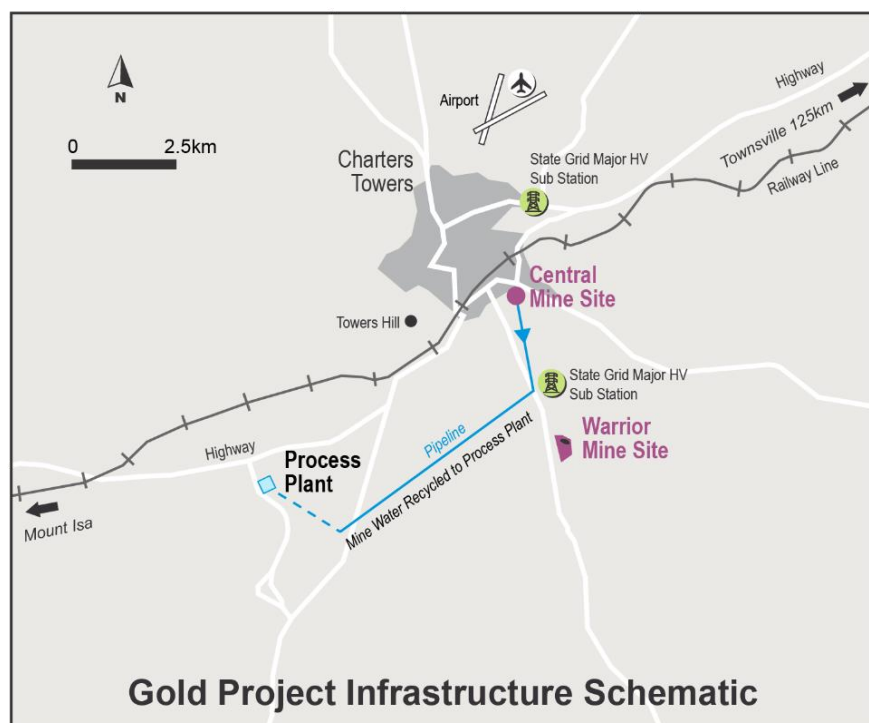 Highway
Airport
Townsville 125km
N
0 2.5km
Railway Line
Charters
Towers
State Grid Major HV
Sub Station
Central
Mine Site
Towers Hill
State Grid Major HV
Sub Station
Warrior
Mine Site
Pipeline
Mine Water Recycled to Process Plant
Highway
Process
Plant
Mount Isa
Gold Project Infrastructure Schematic